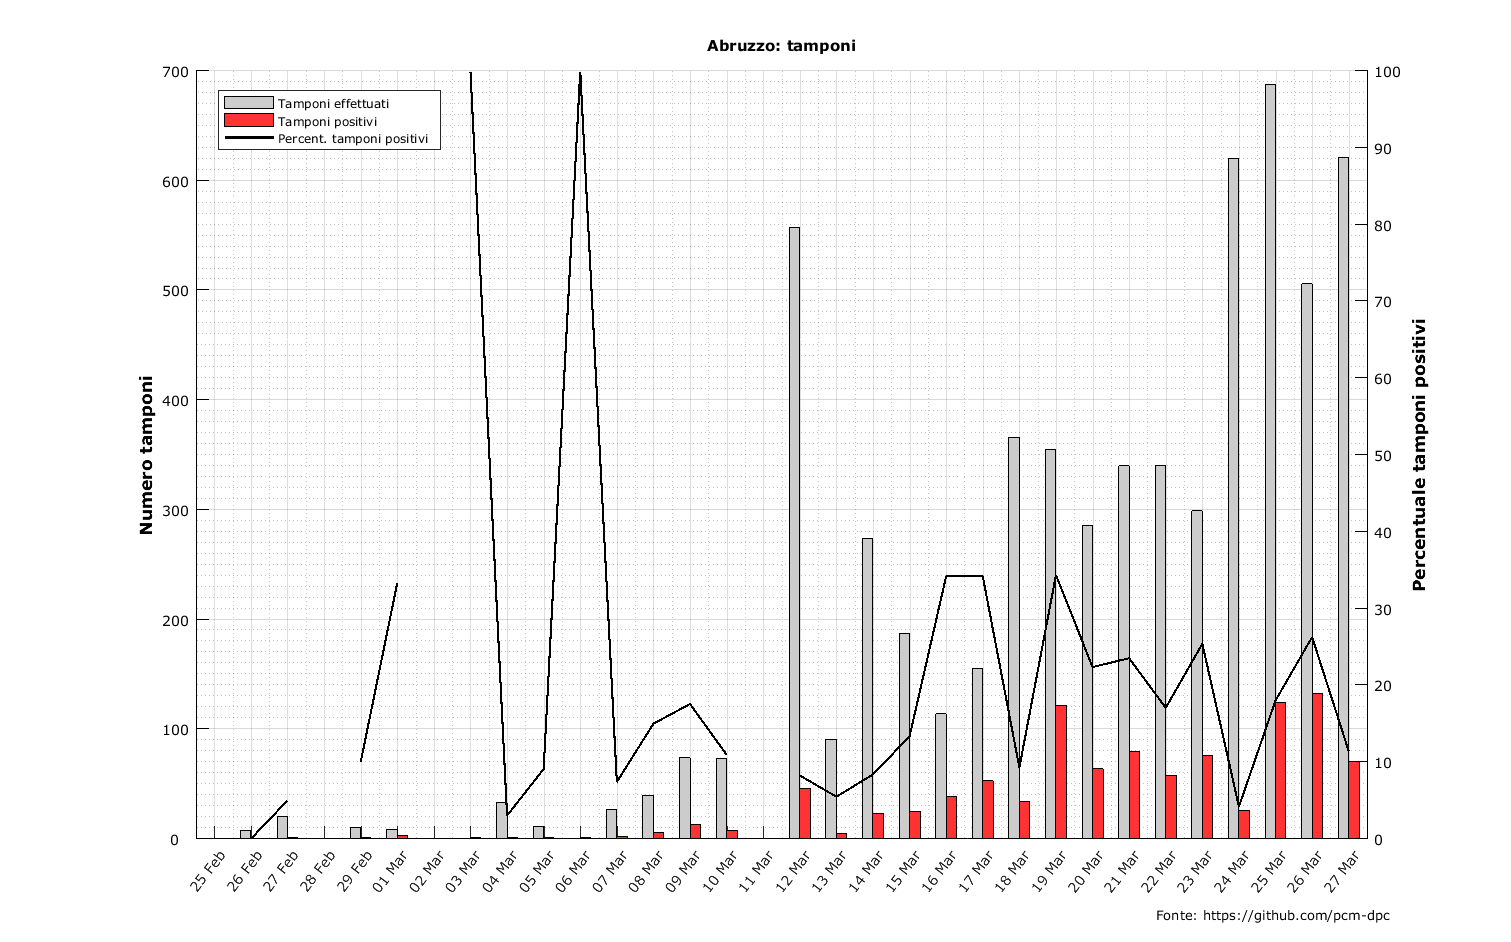 Abruzzo: tamponi
Tamponi effettuati
Tamponi positivi
Percent. tamponi positivi
Numero tamponi
700
600
500
400
300
200
100
0
100
90
80
70
60
50
40
30
20
10
0
Percentuale tamponi positivi
25 Feb
26 Feb
27 Feb
28 Feb
29 Feb
01 Mar
02 Mar
03 Mar
04 Mar
05 Mar
06 Mar
07 Mar
08 Mar
09 Mar
10 Mar
11 Mar
12 Mar
13 Mar
14 Mar
15 Mar
16 Mar
17 Mar
18 Mar
19 Mar
20 Mar
21 Mar
22 Mar
23 Mar
24 Mar
25 Mar
26 Mar
27 Mar
Fonte: https://github.com/pcm-dpc